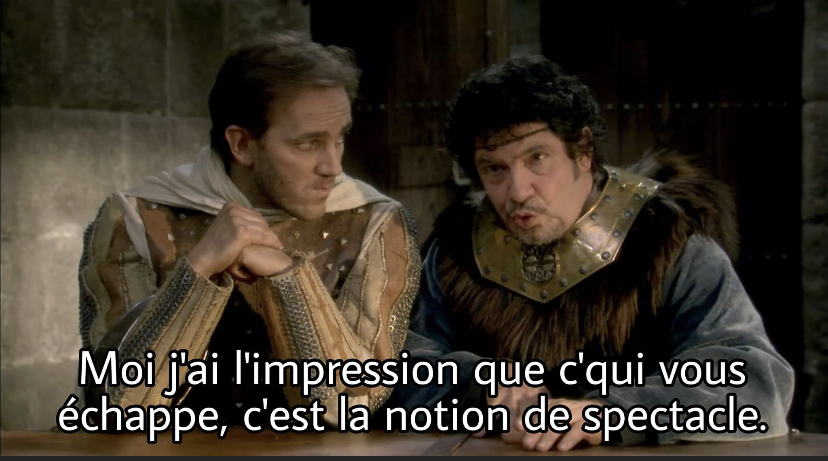 Moi j'ai l'impression que c'qui vous
échappe, c'est la notion de spectacle.